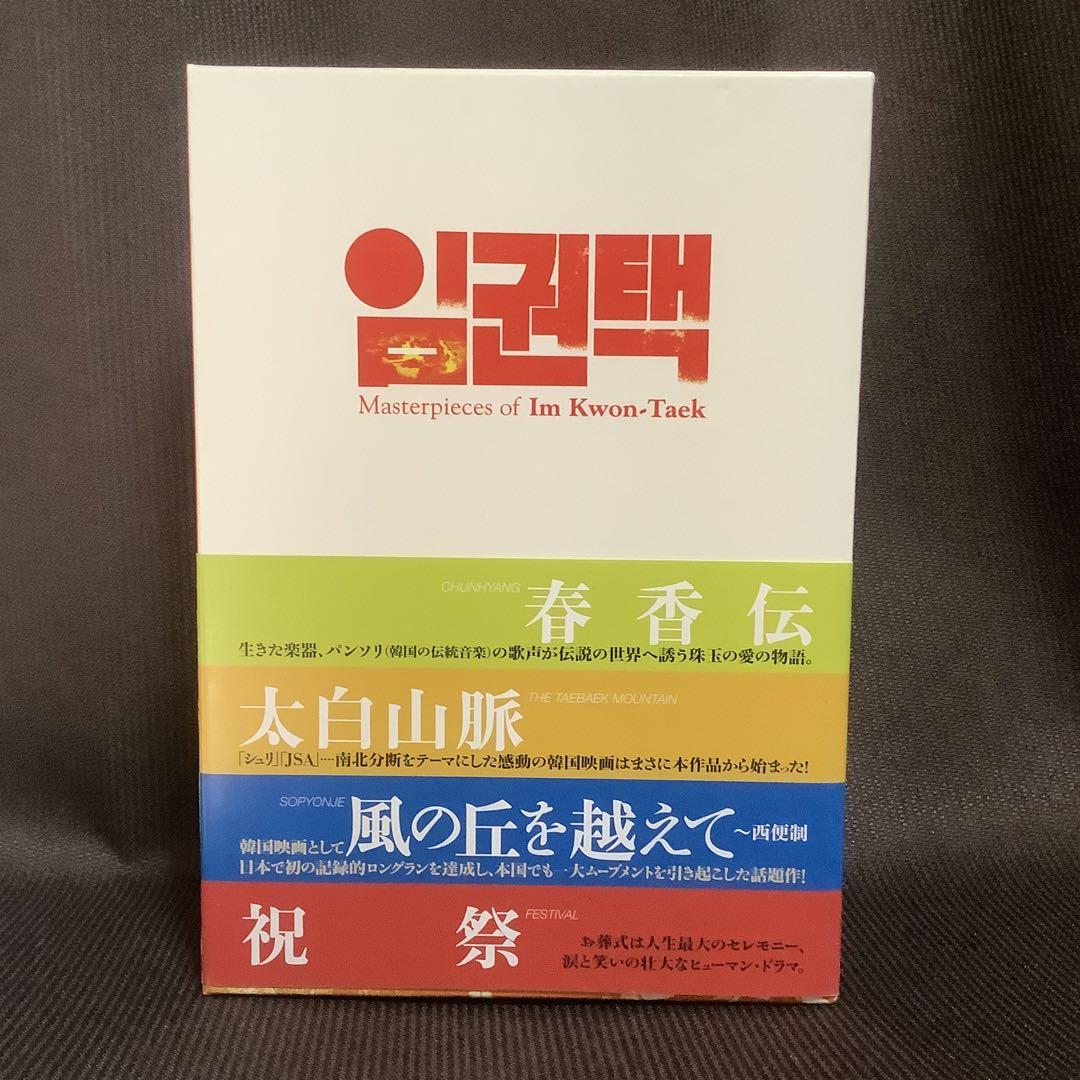 임권택
Masterpieces of Im Kwon-Taek
CHUNHYANG 春香伝
生きた楽器、パンソリ(韓国の伝統音楽)の歌声が伝説の世界へ誘う珠玉の愛の物語。
太白山脈 THE TAEBAEK MOUNTAIN
「シュリ」「JSA」‥‥南北分断をテーマにした感動の韓国映画はまさに本作品から始まった!
SOPYONJE 風の丘を越えて ～西便制
韓国映画として
日本で初の記録的ロングランを達成し、本国でも一大ムーブメントを引き起こした話題作!
祝祭 FESTIVAL
お葬式は人生最大のセレモニー、
涙と笑いの壮大なヒューマン・ドラマ。